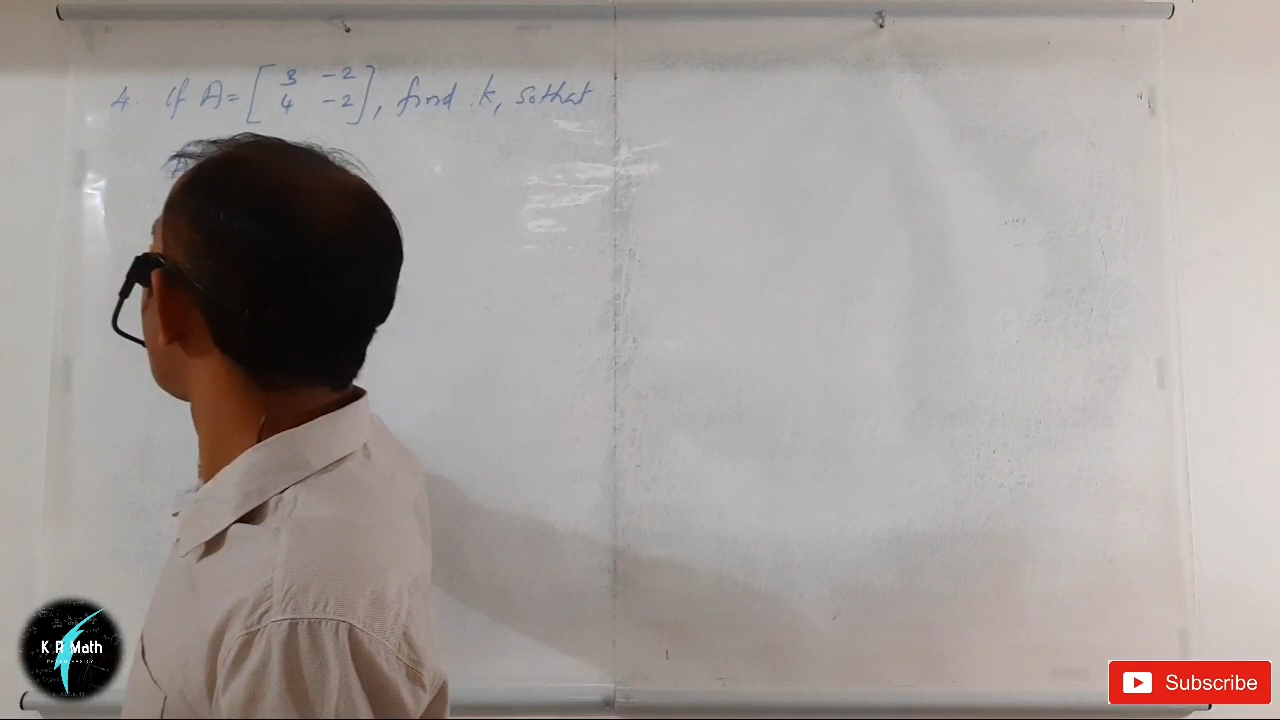 4. If A = [ 3 -2
4 -2 ], find k, so that
K R Math
Subscribe